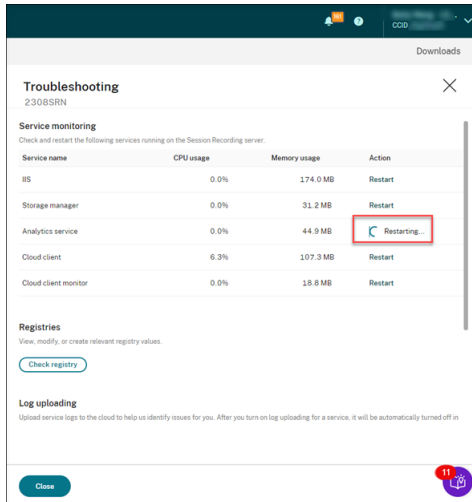 CCID
Downloads
Troubleshooting
2308SRN
Service monitoring
Check and restart the following services running on the Session Recording server.
Service name CPU usage Memory usage Action
IIS 0.0% 174.0 MB Restart
Storage manager 0.0% 31.2 MB Restart
Analytics service 0.0% 44.9 MB Restarting...
Cloud client 6.3% 107.3 MB Restart
Cloud client monitor 0.0% 18.8 MB Restart
Registries
View, modify, or create relevant registry values.
Check registry
Log uploading
Upload service logs to the cloud to help us identify issues for you. After you turn on log uploading for a service, it will be automatically turned off in
11
Close